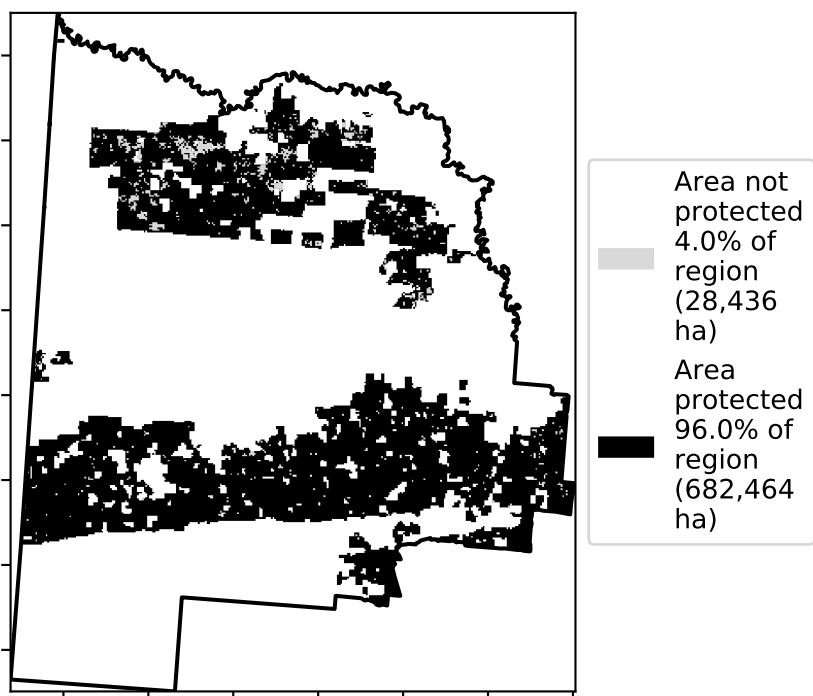 Area not
protected
4.0% of
region
(28,436
ha)
Area
protected
96.0% of
region
(682,464
ha)